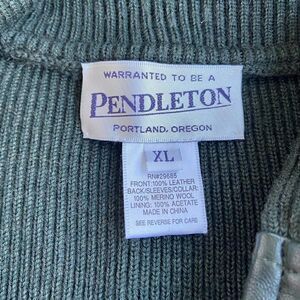 WARRANTED TO BE A
PENDLETON
PORTLAND, OREGON
XL
RN#29685
FRONT:100% LEATHER
BACK/SLEEVES/COLLAR:
100% MERINO WOOL
LINING: 100% ACETATE
MADE IN CHINA
SEE REVERSE FOR CARE